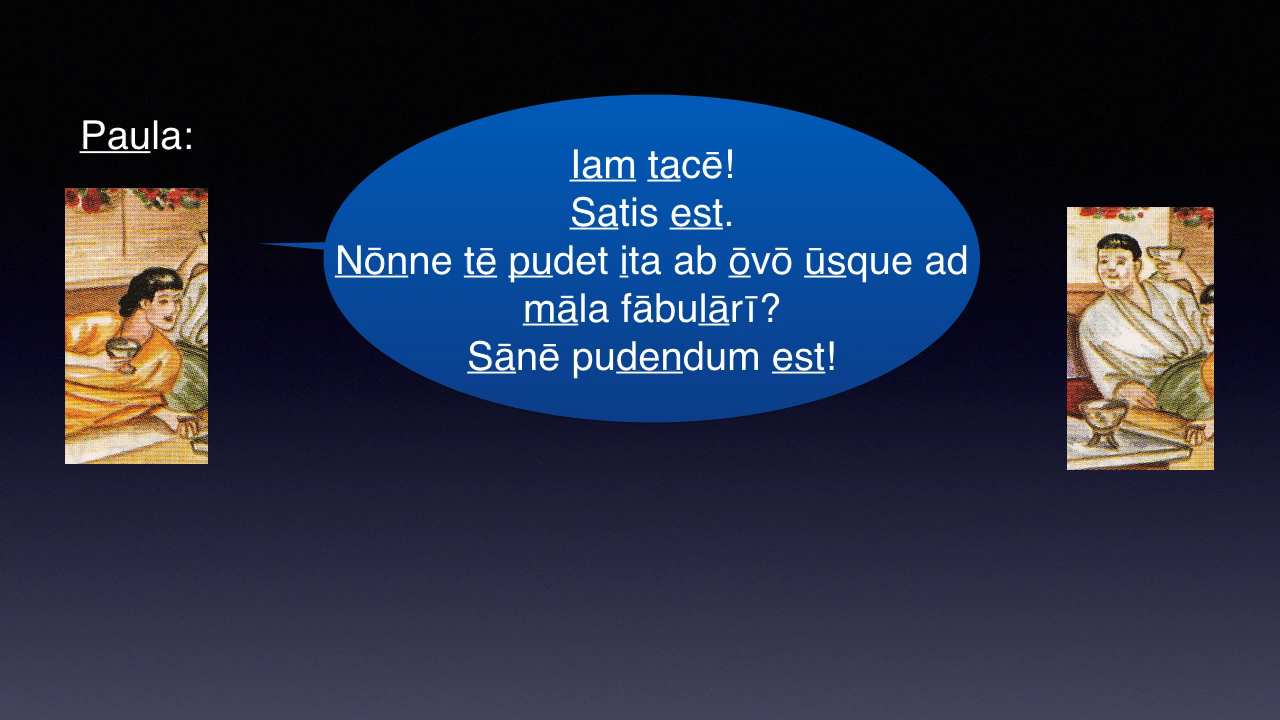 Paula:
Iam tacē!
Satis est.
Nōnne tē pudet ita ab ōvō ūsque ad
māla fābulārī?
Sānē pudendum est!